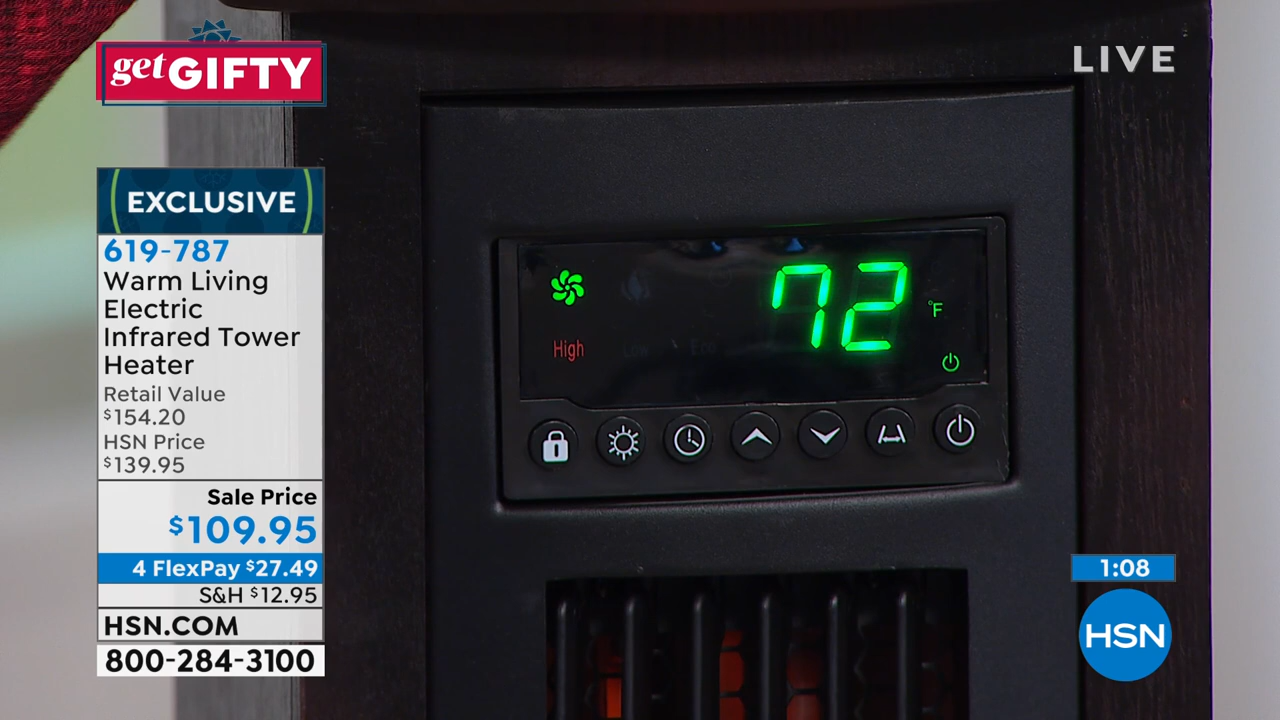 getGIFTY
LIVE
EXCLUSIVE
619-787
Warm Living
Electric
Infrared Tower
Heater
Retail Value
$154.20
HSN Price
$139.95
Sale Price
$109.95
4 FlexPay $27.49
S&H $12.95
HSN.COM
800-284-3100
72
°F
High
Low
Eco
1:08
HSN